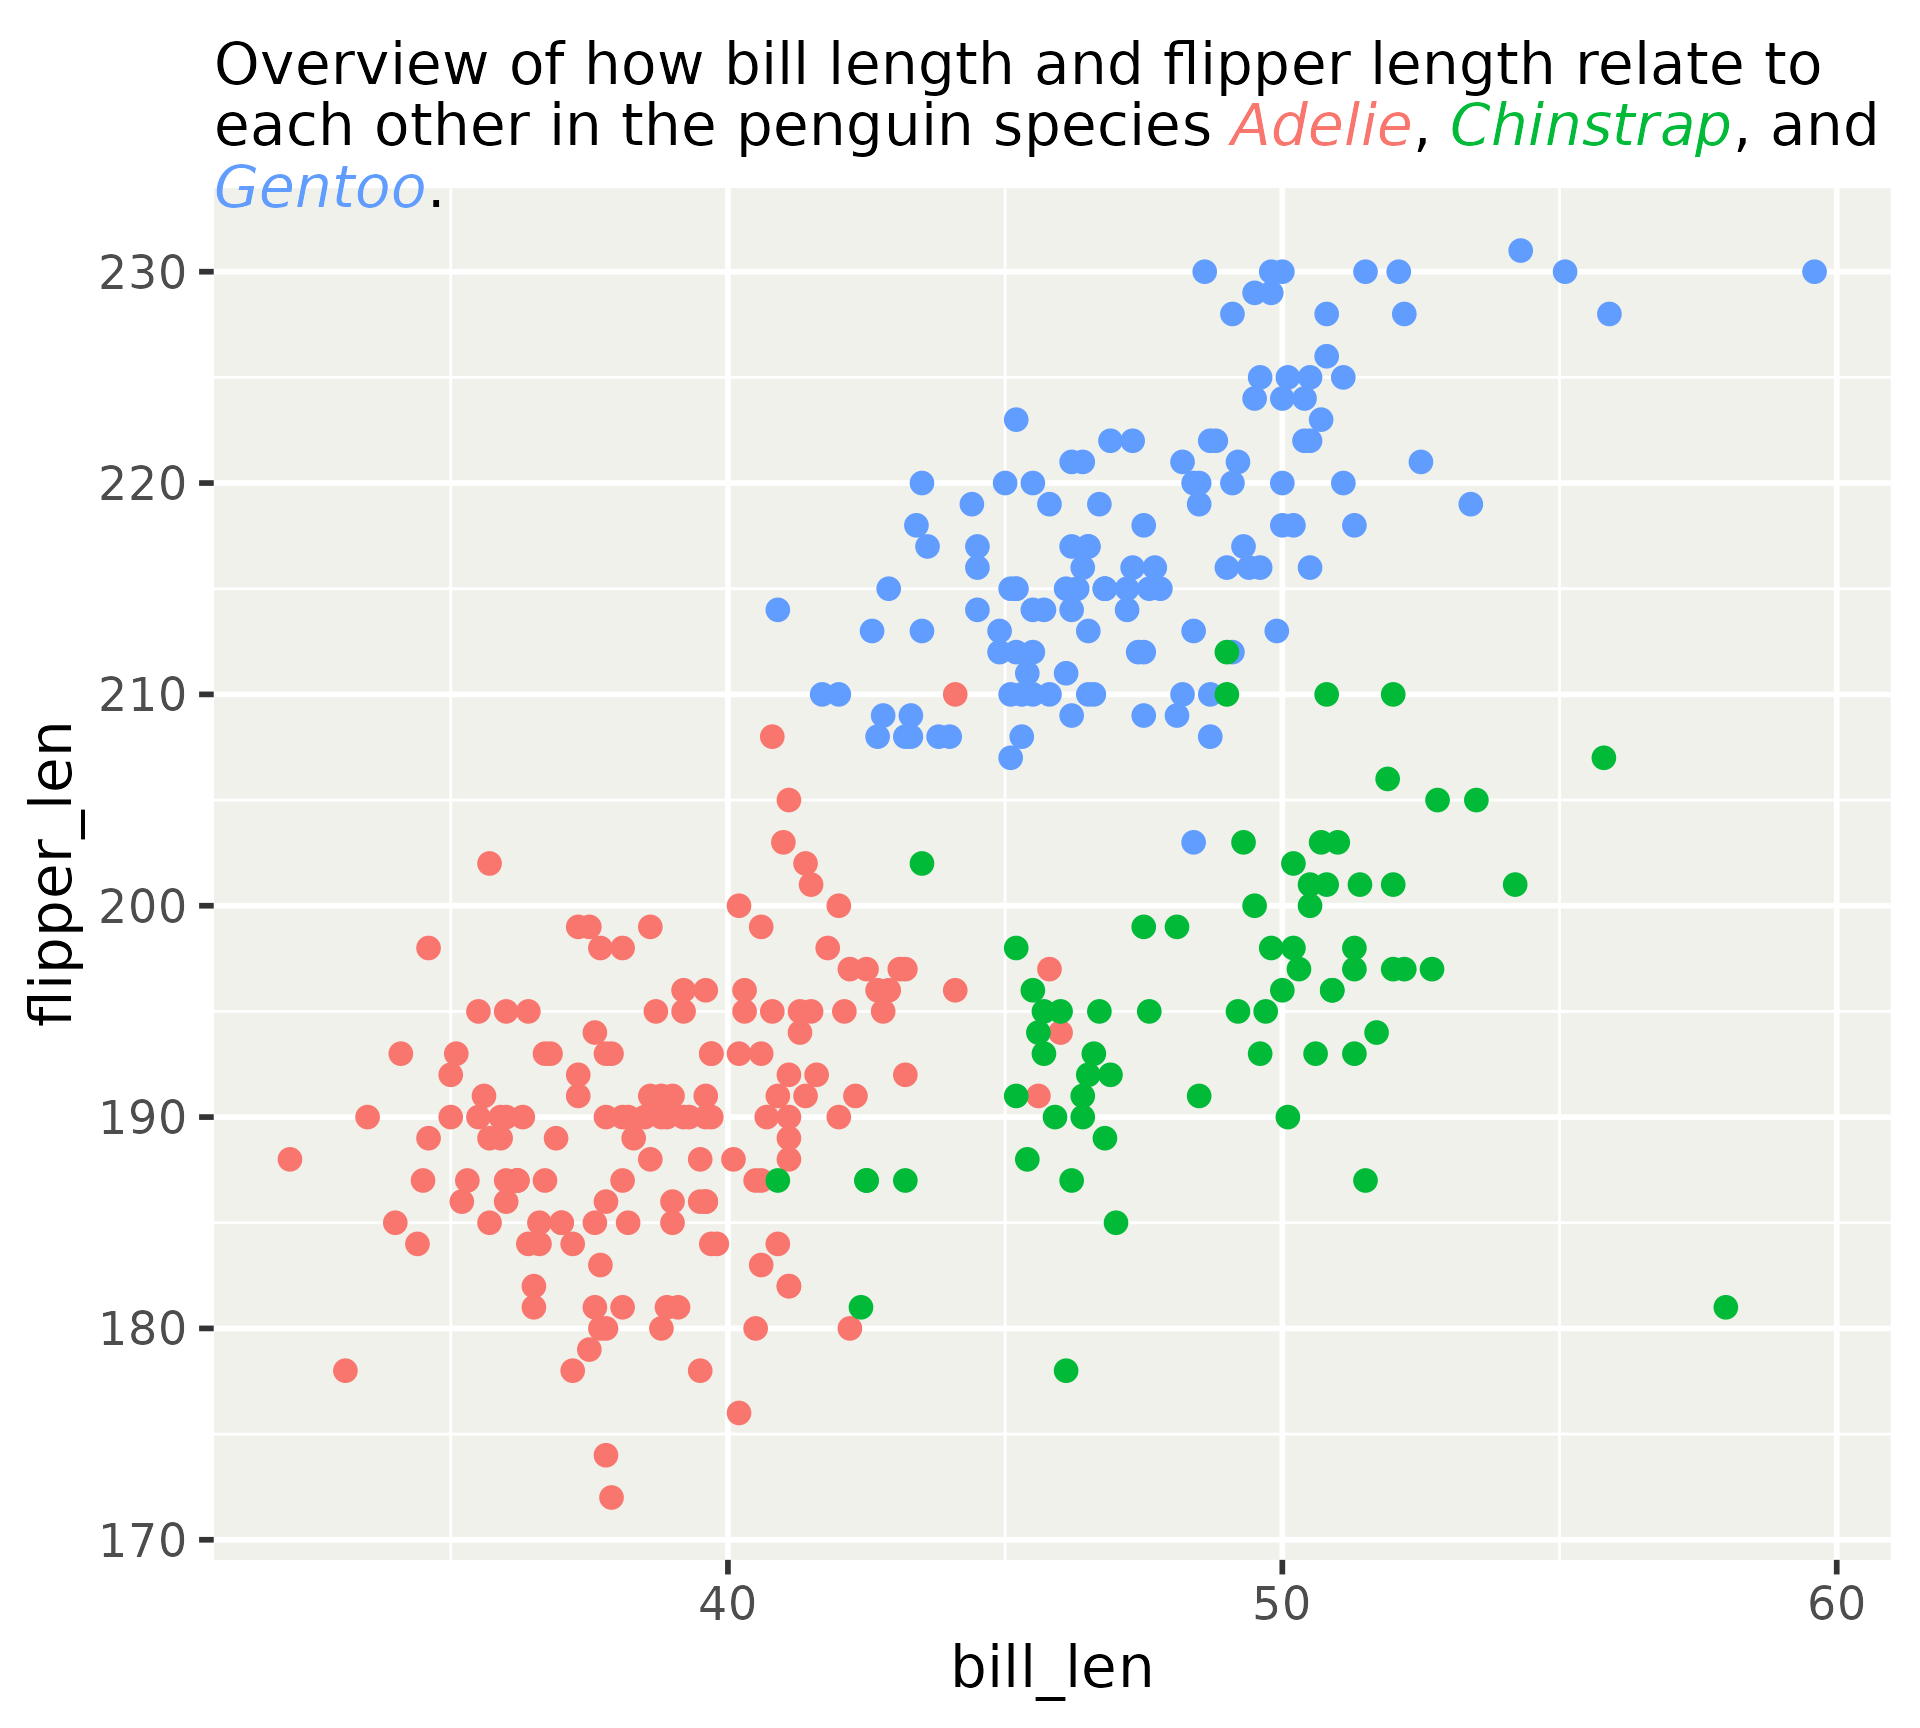 Overview of how bill length and flipper length relate to
each other in the penguin species Adelie, Chinstrap, and
Gentoo.
230
220
210
200
190
180
170
flipper_len
40 50 60
bill_len